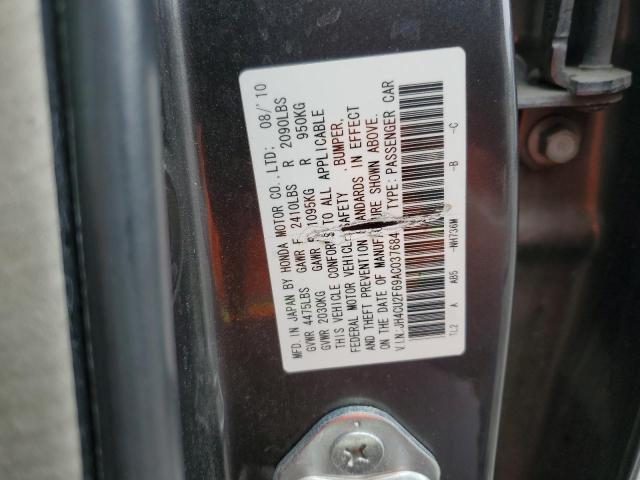 MFD. IN JAPAN BY HONDA MOTOR CO., LTD: 08/'10
GVWR 4475LBS GAWR F 2410LBS R 2090LBS
GVWR 2030KG GAWR F 1095KG R 950KG
THIS VEHICLE CONFORMS TO ALL APPLICABLE
FEDERAL MOTOR VEHICLE SAFETY, BUMPER,
AND THEFT PREVENTION STANDARDS IN EFFECT
ON THE DATE OF MANUFACTURE SHOWN ABOVE.
V.I.N.:JH4CU2F69AC037684 TYPE: PASSENGER CAR
TL2 A AB5 -NH736M -B -C